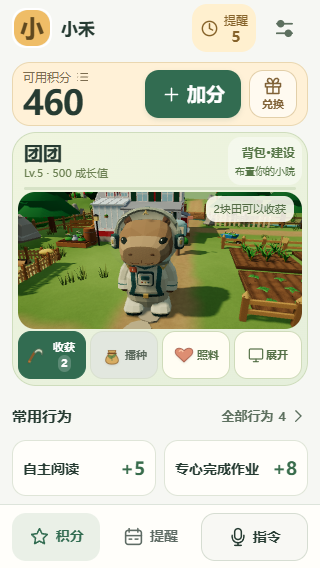 小
小禾
提醒
5
可用积分
460
+ 加分
兑换
团团
Lv.5 · 500 成长值
背包•建设
布置你的小院
2块田可以收获
收获
2
播种
照料
展开
常用行为
全部行为 4
自主阅读 +5
专心完成作业 +8
积分
提醒
指令